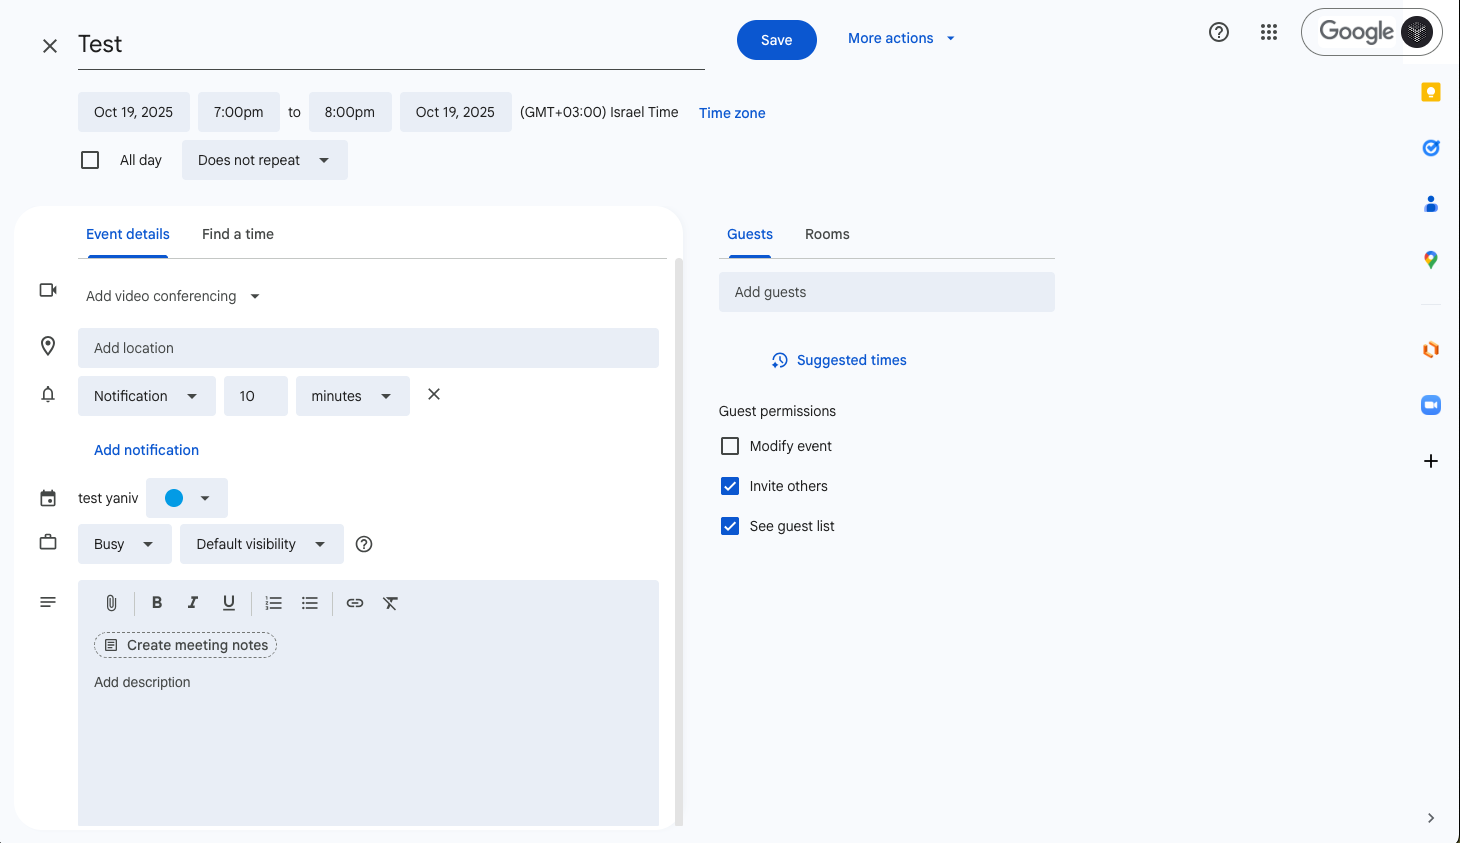 Test
Save
More actions
Google
Oct 19, 2025 7:00pm to 8:00pm Oct 19, 2025 (GMT+03:00) Israel Time Time zone
All day Does not repeat
Event details Find a time
Guests Rooms
Add video conferencing
Add location
Notification 10 minutes
Add notification
test yaniv
Busy Default visibility
B I U
Create meeting notes
Add description
Add guests
Suggested times
Guest permissions
Modify event
Invite others
See guest list